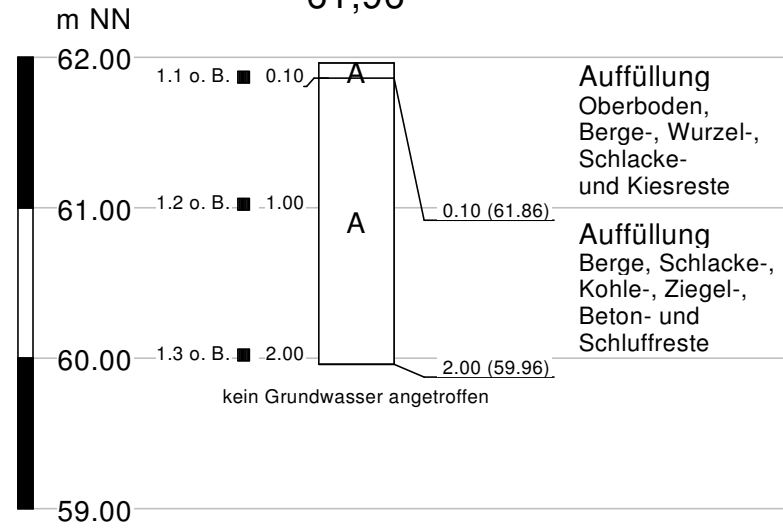 61,96
m NN
62.00
1.1 o. B. 0.10
A
Auffüllung
Oberboden,
Berge-, Wurzel-,
Schlacke-
und Kiesreste
61.00
1.2 o. B. 1.00
A
0.10 (61.86)
Auffüllung
Berge, Schlacke-,
Kohle-, Ziegel-,
Beton- und
Schluffreste
60.00
1.3 o. B. 2.00
2.00 (59.96)
kein Grundwasser angetroffen
59.00